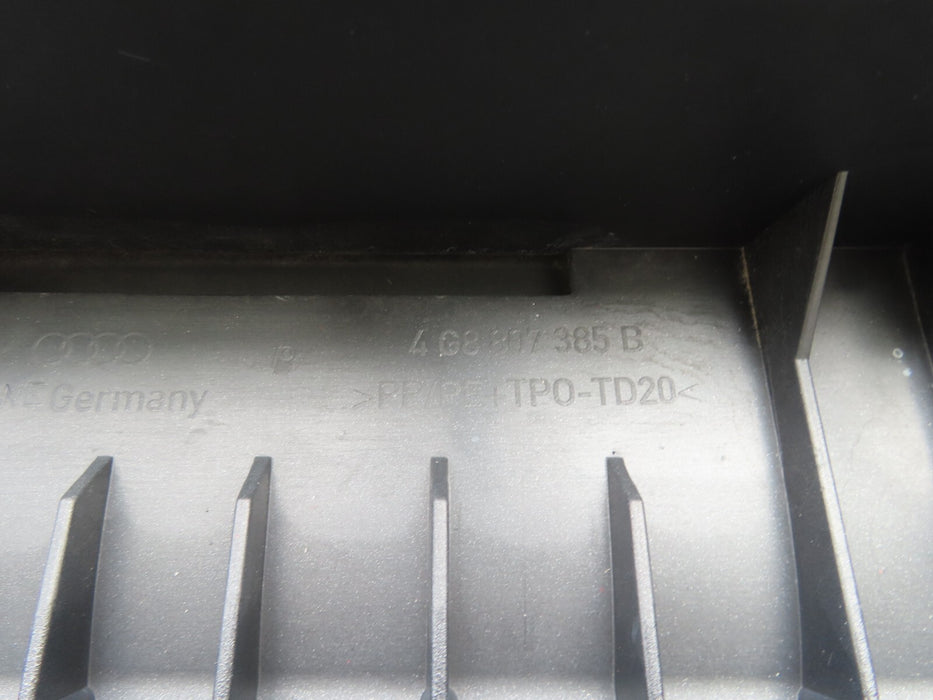 4G8 807 385 B
Germany >PP/PE+TPO-TD20<